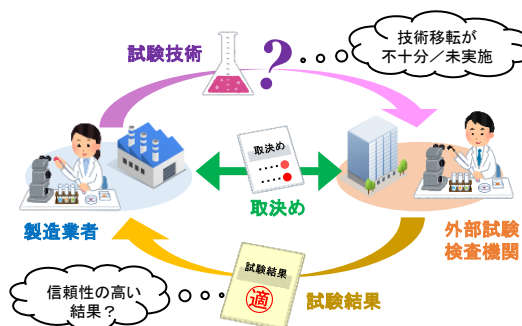 試験技術
?
技術移転が
不十分／未実施
取決め
取決め
製造業者
外部試験
検査機関
試験結果
適
試験結果
信頼性の高い
結果？